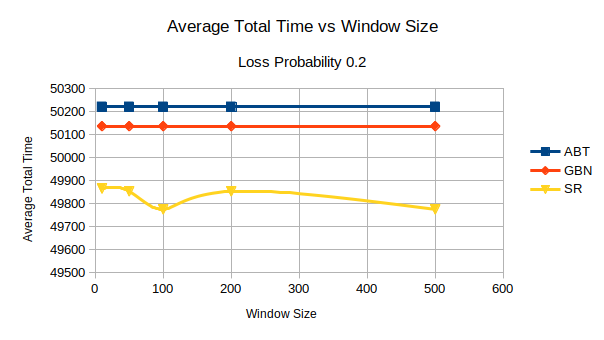 Average Total Time vs Window Size
Loss Probability 0.2
50300
50200
50100
50000
49900
49800
49700
49600
49500
Average Total Time
0 100 200 300 400 500 600
Window Size
ABT
GBN
SR